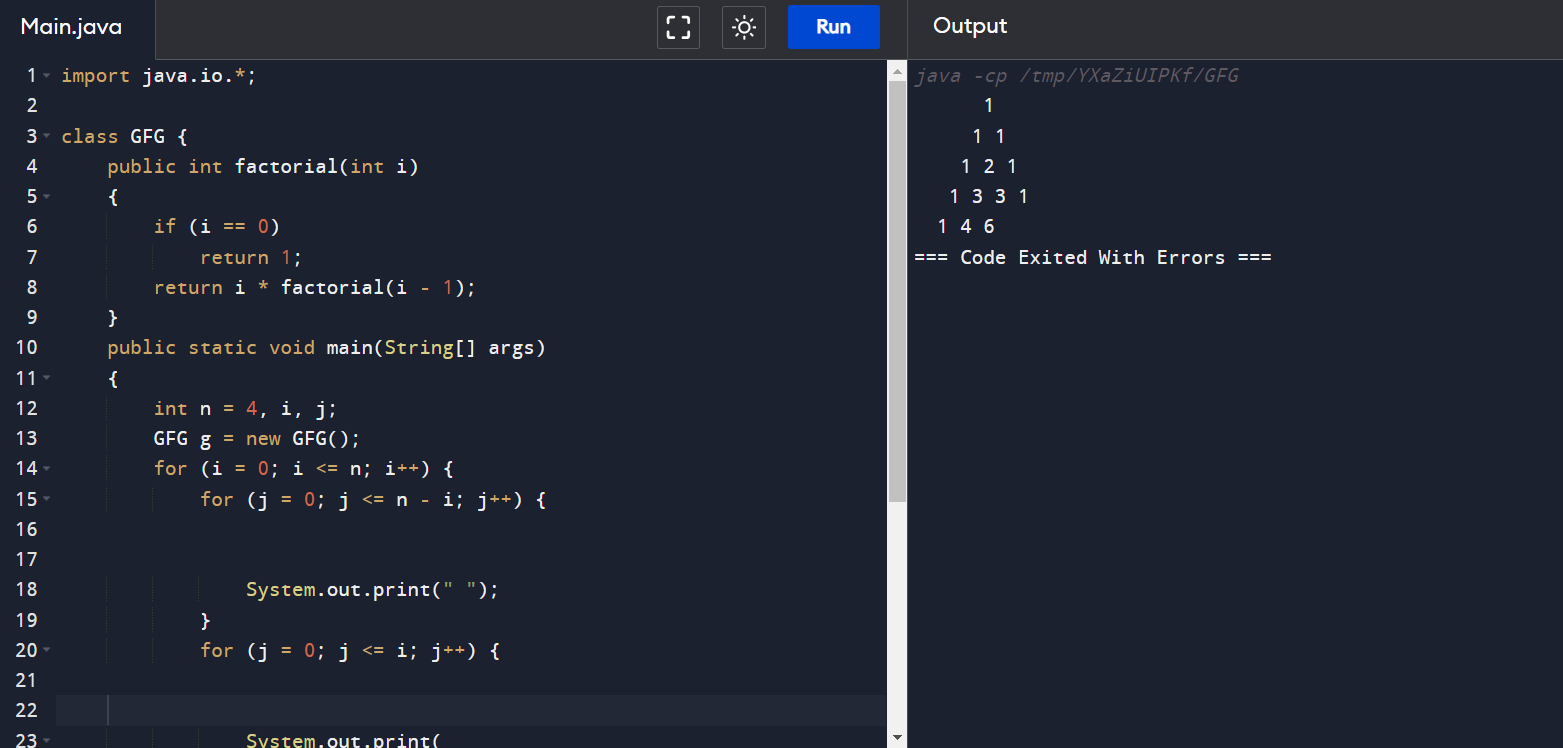 Main.java
Run
Output
1 import java.io.*;
2
3 class GFG {
4 public int factorial(int i)
5 {
6 if (i == 0)
7 return 1;
8 return i * factorial(i - 1);
9 }
10 public static void main(String[] args)
11 {
12 int n = 4, i, j;
13 GFG g = new GFG();
14 for (i = 0; i <= n; i++) {
15 for (j = 0; j <= n - i; j++) {
16
17
18 System.out.print(" ");
19 }
20 for (j = 0; j <= i; j++) {
21
22
23 System.out.print(
java -cp /tmp/YXaZiUIPKf/GFG
1
1 1
1 2 1
1 3 3 1
1 4 6
=== Code Exited With Errors ===